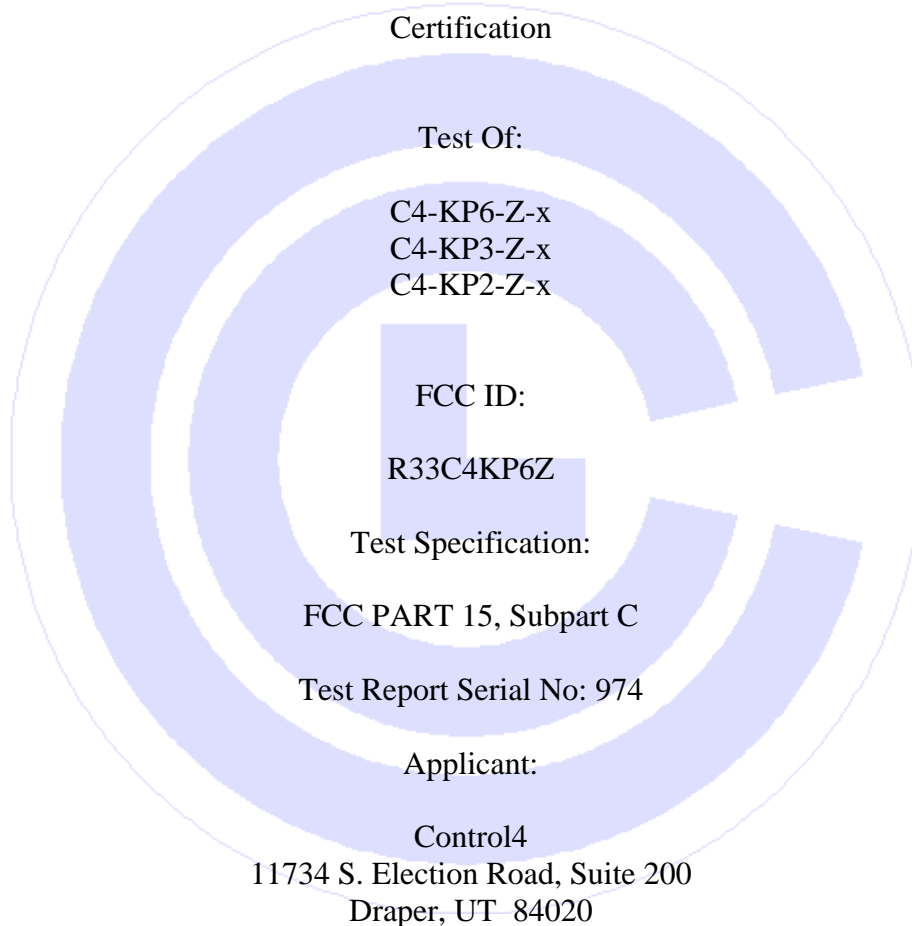 Certification
Test Of:
C4-KP6-Z-x
C4-KP3-Z-x
C4-KP2-Z-x
FCC ID:
R33C4KP6Z
Test Specification:
FCC PART 15, Subpart C
Test Report Serial No: 974
Applicant:
Control4
11734 S. Election Road, Suite 200
Draper, UT  84020